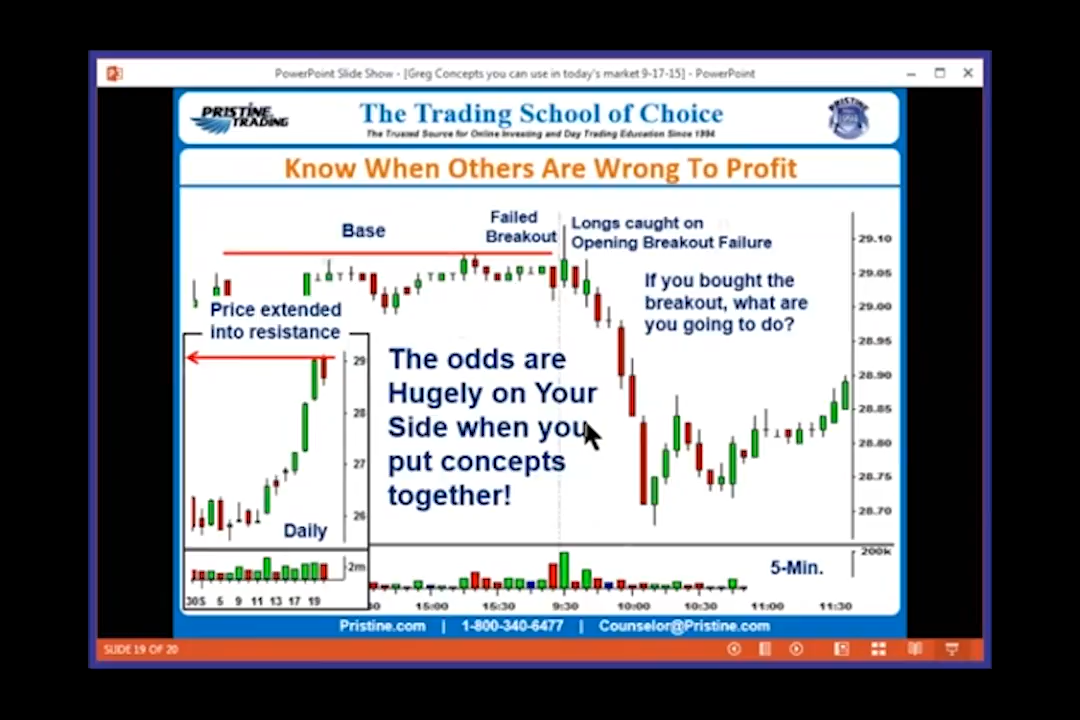 PowerPoint Slide Show - [Greg Concepts you can use in today's market 9-17-15] - PowerPoint
PRISTINE TRADING
The Trading School of Choice
The Trusted Source for Online Investing and Day Trading Education Since 1994
PRISTINE
Know When Others Are Wrong To Profit
Base
Failed
Breakout
Longs caught on
Opening Breakout Failure
If you bought the
breakout, what are
you going to do?
29.10
29.05
29.00
28.95
28.90
28.85
28.80
28.75
28.70
Price extended
into resistance
29
28
27
26
Daily
2m
30S 5 9 11 13 17 19
The odds are
Hugely on Your
Side when you
put concepts
together!
200k
5-Min.
15:00 15:30 9:30 10:00 10:30 11:00 11:30
Pristine.com | 1-800-340-6477 | Counselor@Pristine.com
SLIDE 19 OF 20